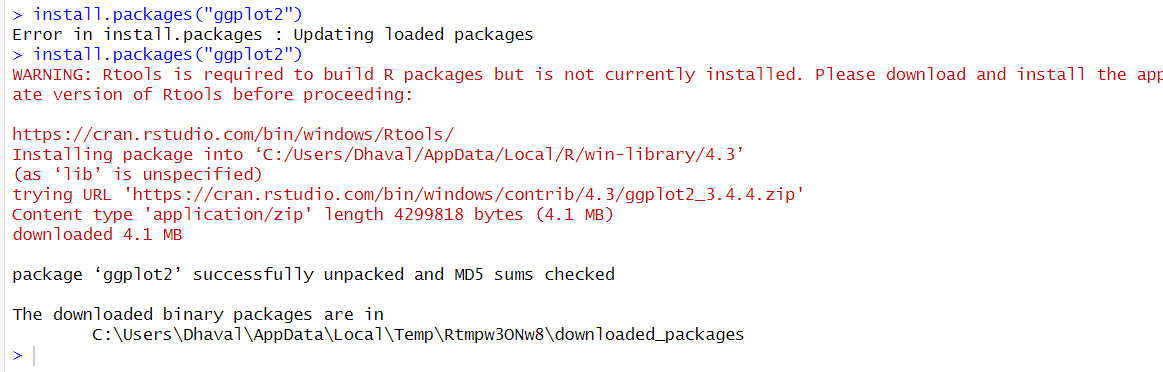 > install.packages("ggplot2")
Error in install.packages : Updating loaded packages
> install.packages("ggplot2")
WARNING: Rtools is required to build R packages but is not currently installed. Please download and install the app
ate version of Rtools before proceeding:
https://cran.rstudio.com/bin/windows/Rtools/
Installing package into ‘C:/Users/Dhaval/AppData/Local/R/win-library/4.3’
(as ‘lib’ is unspecified)
trying URL 'https://cran.rstudio.com/bin/windows/contrib/4.3/ggplot2_3.4.4.zip'
Content type 'application/zip' length 4299818 bytes (4.1 MB)
downloaded 4.1 MB
package ‘ggplot2’ successfully unpacked and MD5 sums checked
The downloaded binary packages are in
C:\Users\Dhaval\AppData\Local\Temp\Rtmpw3ONw8\downloaded_packages
>